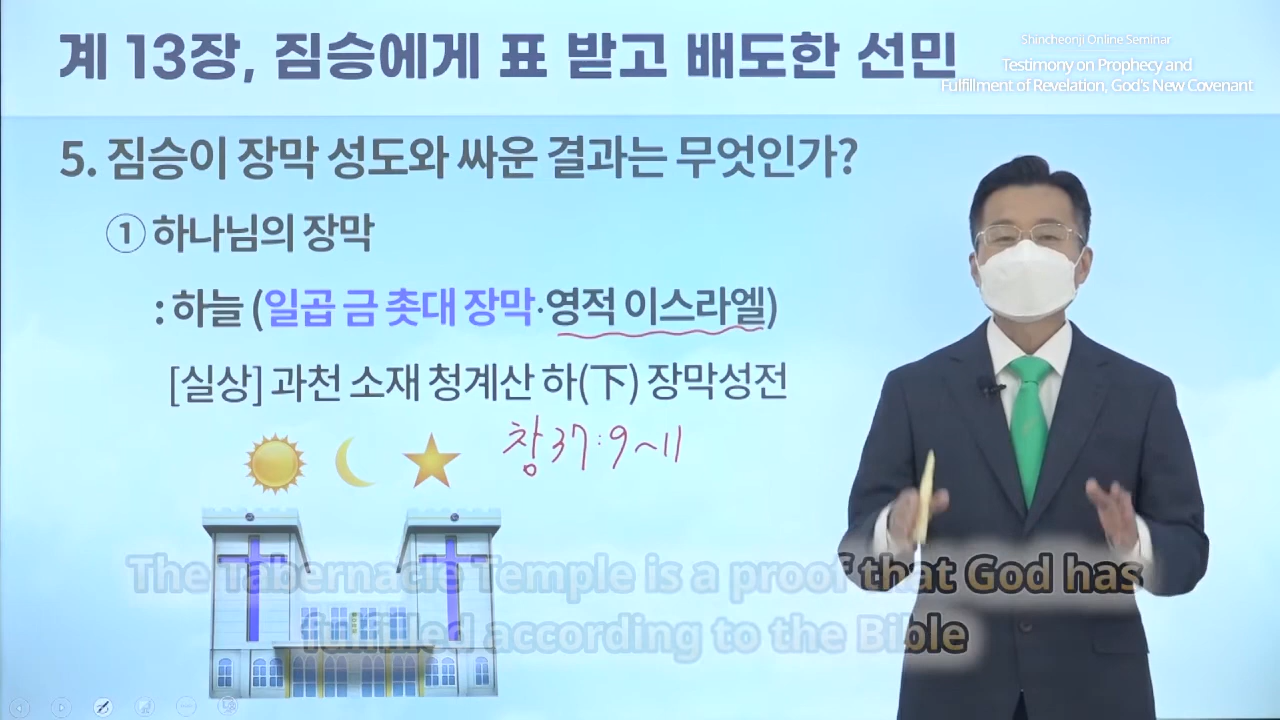 계 13장, 짐승에게 표 받고 배도한 선민
Shincheonji Online Seminar
Testimony on Prophecy and
Fulfillment of Revelation, God's New Covenant
5. 짐승이 장막 성도와 싸운 결과는 무엇인가?
① 하나님의 장막
: 하늘 (일곱 금 촛대 장막·영적 이스라엘)
[실상] 과천 소재 청계산 하(下) 장막성전
창 37:9~11
The Tabernacle Temple is a proof that God has
fulfilled according to the Bible